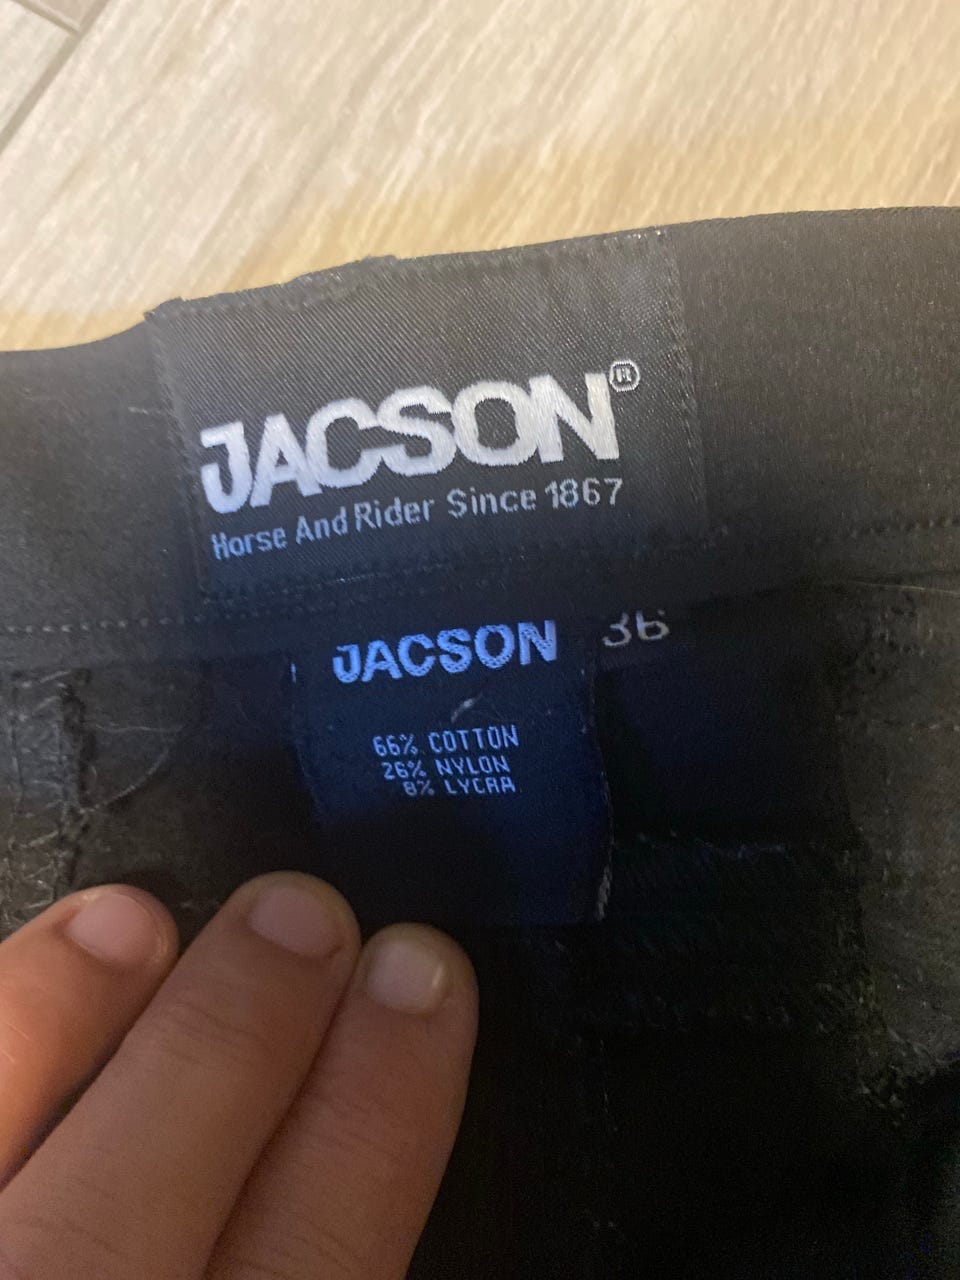 JACSON®
Horse And Rider Since 1867
JACSON
36
66% COTTON
26% NYLON
8% LYCRA